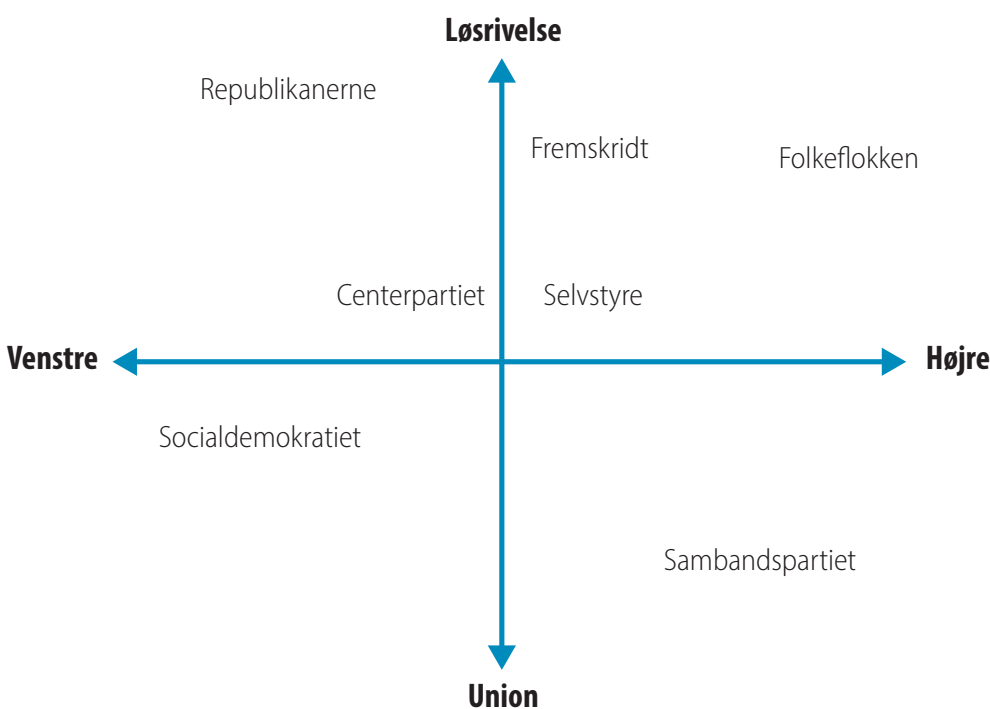 Løsrivelse
Republikanerne
Fremskridt
Folkeflokken
Centerpartiet
Selvstyre
Venstre
Højre
Socialdemokratiet
Sambandspartiet
Union